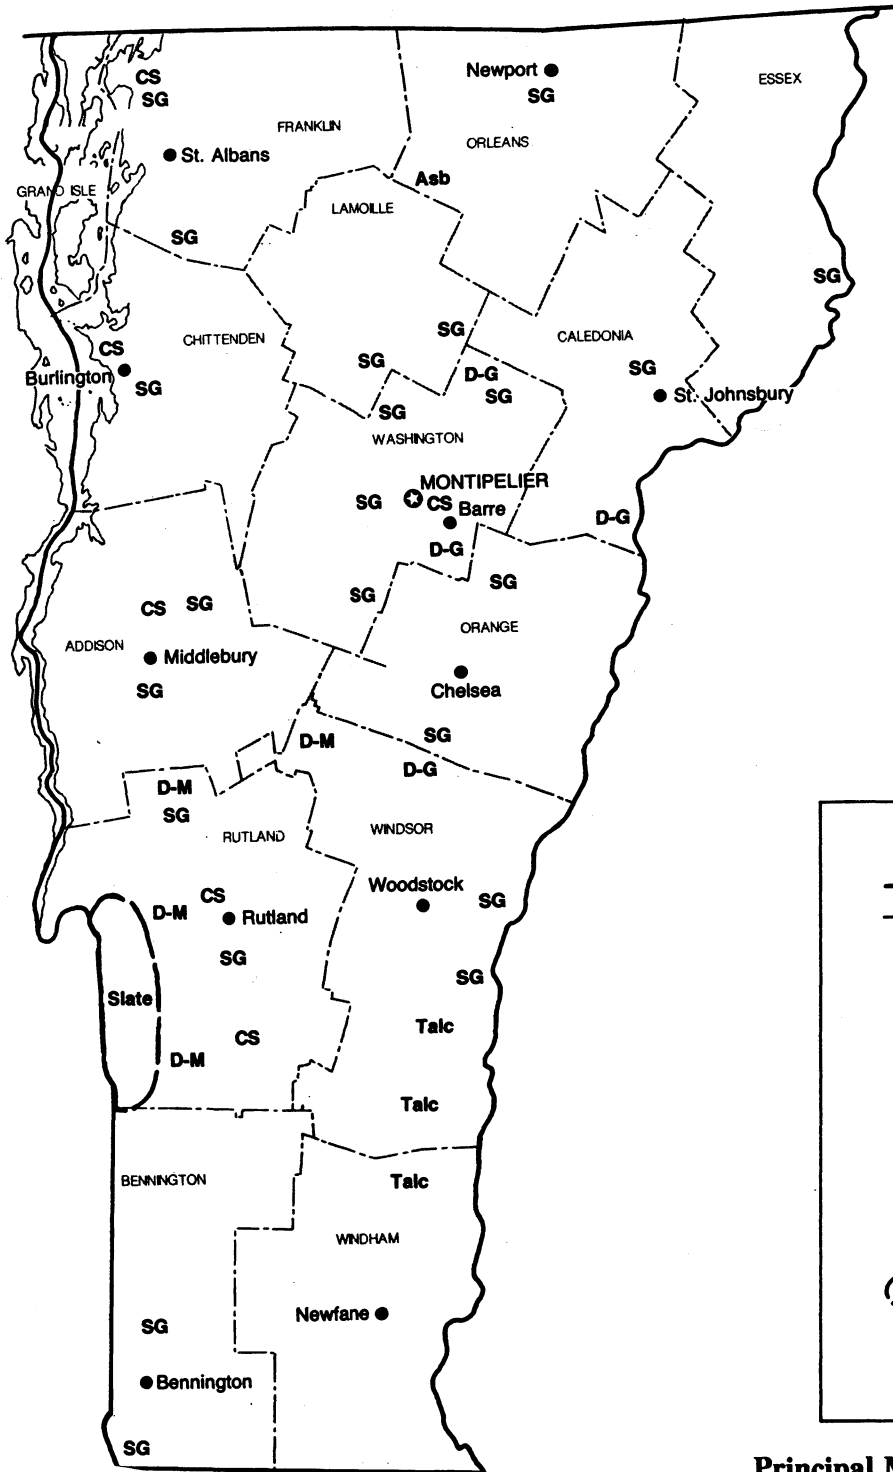 Newport
ESSEX
CS
SG
SG
FRANKLIN
ORLEANS
St. Albans
Asb
GRAND ISLE
LAMOILLE
SG
SG
SG
CHITTENDEN
CALEDONIA
CS
SG
SG
D-G
Burlington
SG
SG
St. Johnsbury
SG
WASHINGTON
MONTIPELIER
SG
CS
Barre
D-G
D-G
SG
SG
CS
SG
ORANGE
ADDISON
Middlebury
Chelsea
SG
SG
D-M
D-G
D-M
SG
RUTLAND
WINDSOR
Woodstock
CS
SG
D-M
Rutland
SG
SG
Slate
Talc
CS
D-M
Talc
BENNINGTON
Talc
WINDHAM
Newfane
SG
Bennington
SG
Principal